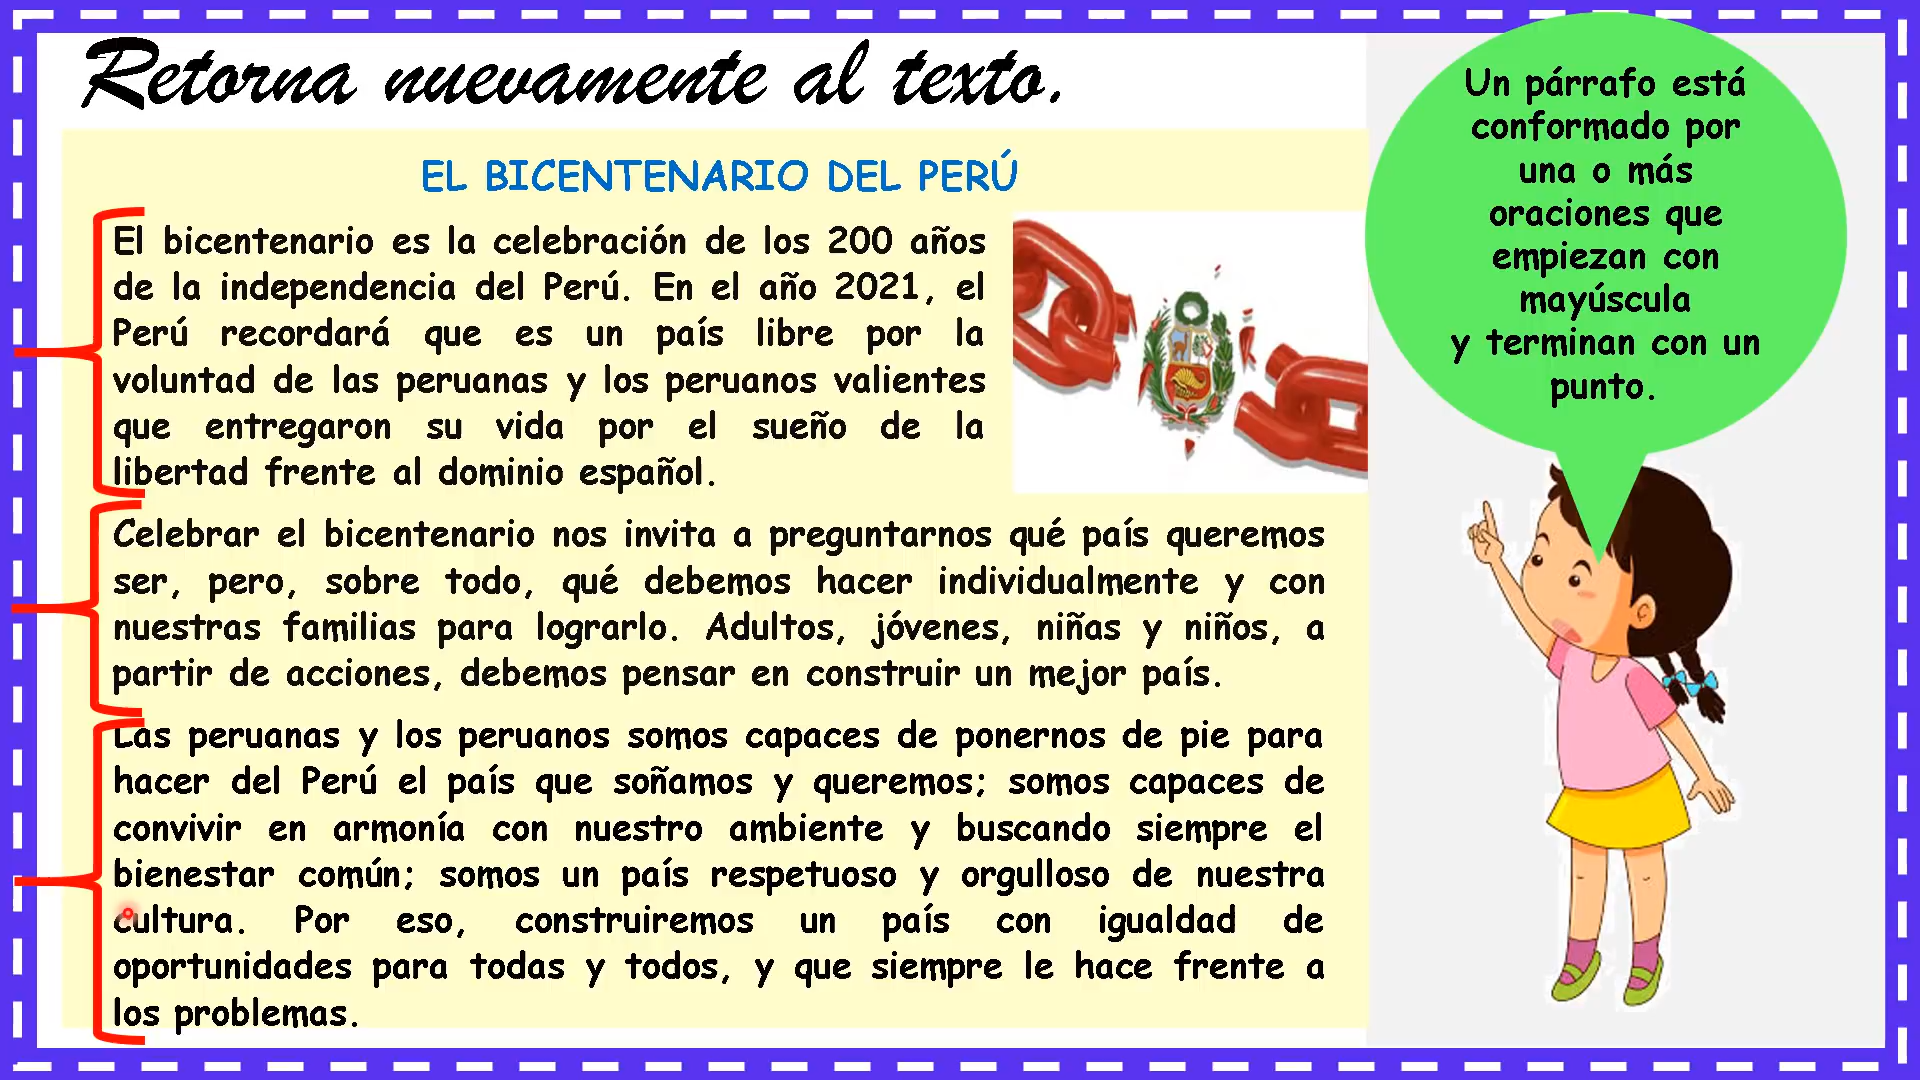 Retorna nuevamente al texto.
EL BICENTENARIO DEL PERÚ
El bicentenario es la celebración de los 200 años
de la independencia del Perú. En el año 2021, el
Perú recordará que es un país libre por la
voluntad de las peruanas y los peruanos valientes
que entregaron su vida por el sueño de la
libertad frente al dominio español.
Celebrar el bicentenario nos invita a preguntarnos qué país queremos
ser, pero, sobre todo, qué debemos hacer individualmente y con
nuestras familias para lograrlo. Adultos, jóvenes, niñas y niños, a
partir de acciones, debemos pensar en construir un mejor país.
Las peruanas y los peruanos somos capaces de ponernos de pie para
hacer del Perú el país que soñamos y queremos; somos capaces de
convivir en armonía con nuestro ambiente y buscando siempre el
bienestar común; somos un país respetuoso y orgulloso de nuestra
cultura. Por eso, construiremos un país con igualdad de
oportunidades para todas y todos, y que siempre le hace frente a
los problemas.
Un párrafo está
conformado por
una o más
oraciones que
empiezan con
mayúscula
y terminan con un
punto.